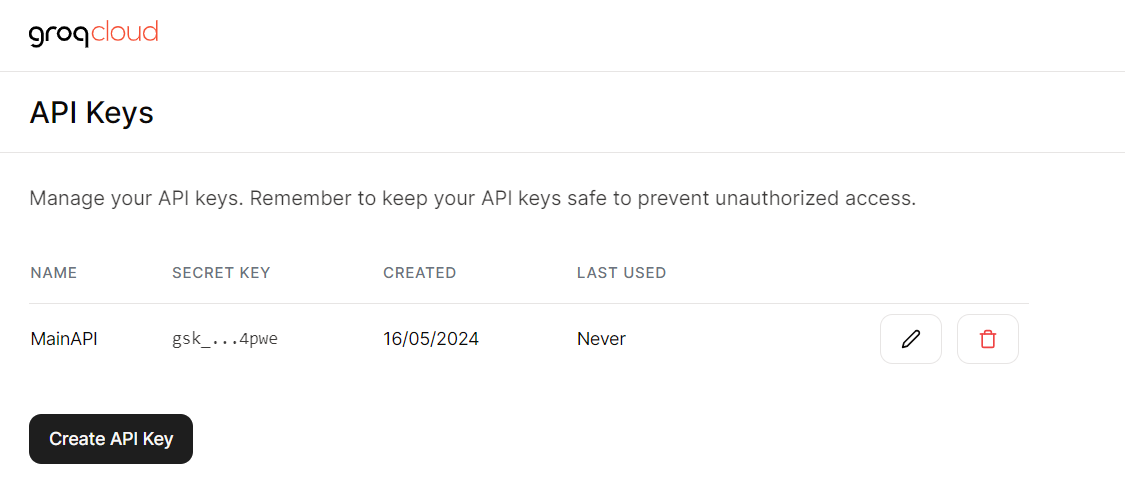 groqcloud
API Keys
Manage your API keys. Remember to keep your API keys safe to prevent unauthorized access.
NAME SECRET KEY CREATED LAST USED
MainAPI gsk_...4pwe 16/05/2024 Never
Create API Key